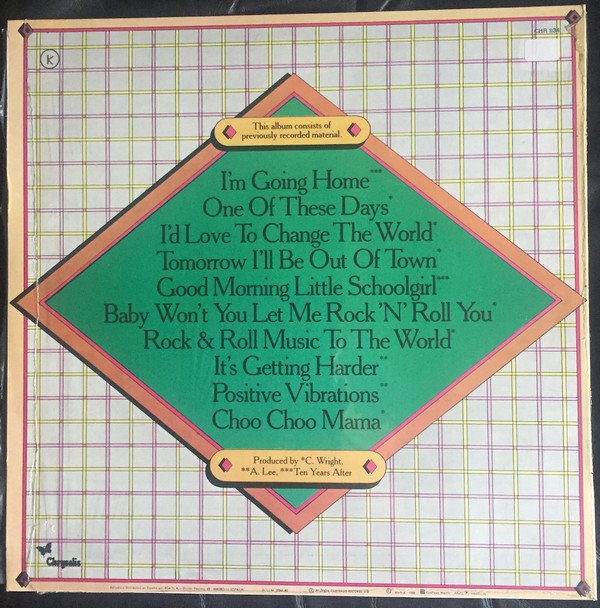 K
This album consists of
previously recorded material.
I'm Going Home***
One Of These Days*
I'd Love To Change The World*
Tomorrow I'll Be Out Of Town*
Good Morning Little Schoolgirl***
Baby Won't You Let Me Rock 'N' Roll You*
Rock & Roll Music To The World*
It's Getting Harder**
Positive Vibrations**
Choo Choo Mama*
Produced by *C. Wright,
**A. Lee, ***Ten Years After
Chrysalis